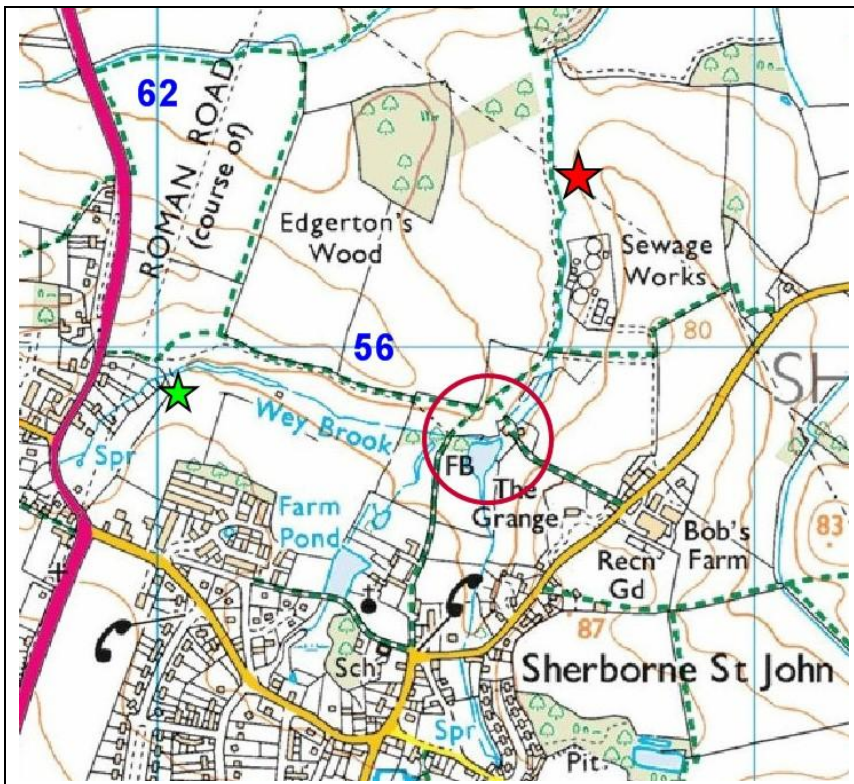 62
ROMAN ROAD
(course of)
Edgerton's
Wood
Sewage
Works
56
80
SH
Wey Brook
Spr
FB
The
Grange
Farm
Pond
Bob's
Farm
83
Recn
Gd
87
Sch
Sherborne St John
Spr
Pit